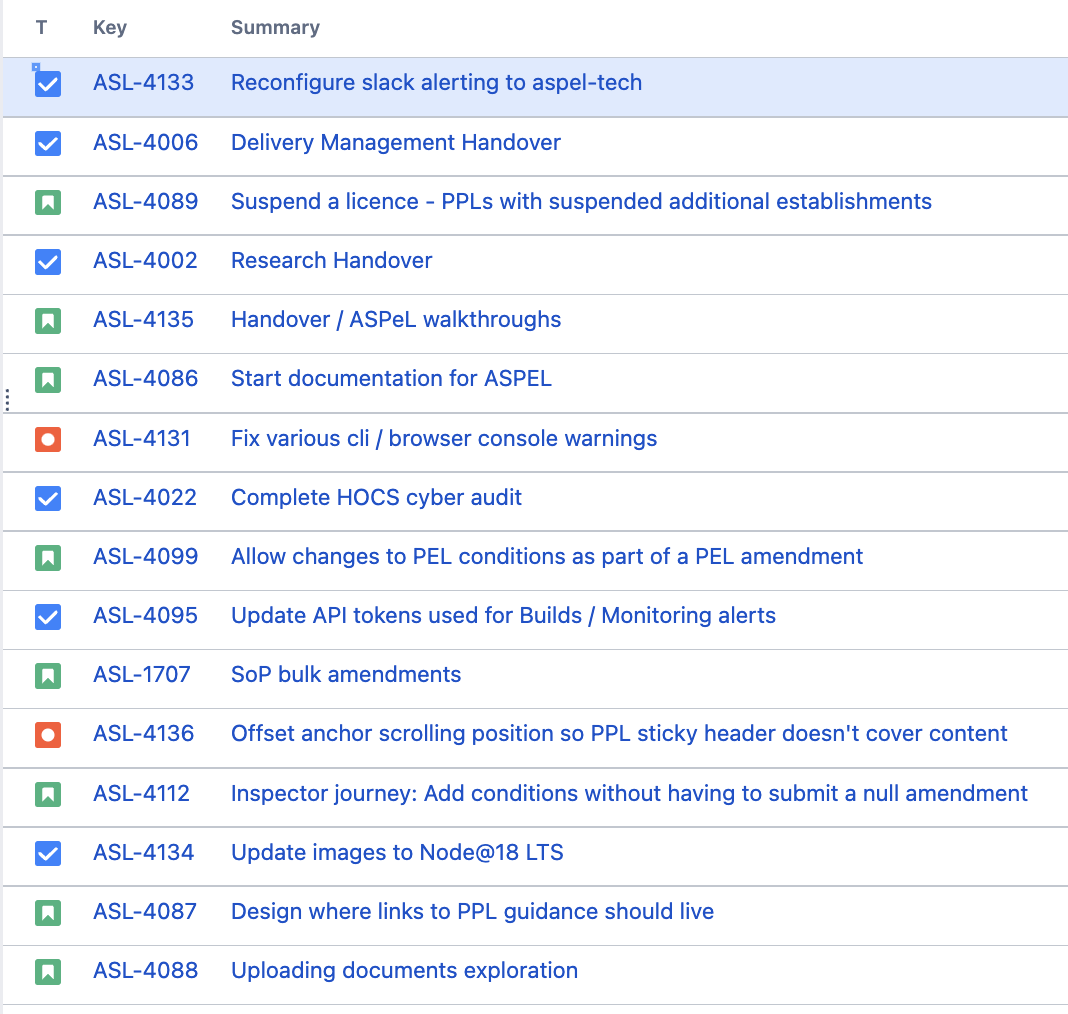 T Key Summary
ASL-4133 Reconfigure slack alerting to aspel-tech
ASL-4006 Delivery Management Handover
ASL-4089 Suspend a licence - PPLs with suspended additional establishments
ASL-4002 Research Handover
ASL-4135 Handover / ASPeL walkthroughs
ASL-4086 Start documentation for ASPEL
ASL-4131 Fix various cli / browser console warnings
ASL-4022 Complete HOCS cyber audit
ASL-4099 Allow changes to PEL conditions as part of a PEL amendment
ASL-4095 Update API tokens used for Builds / Monitoring alerts
ASL-1707 SoP bulk amendments
ASL-4136 Offset anchor scrolling position so PPL sticky header doesn't cover content
ASL-4112 Inspector journey: Add conditions without having to submit a null amendment
ASL-4134 Update images to Node@18 LTS
ASL-4087 Design where links to PPL guidance should live
ASL-4088 Uploading documents exploration